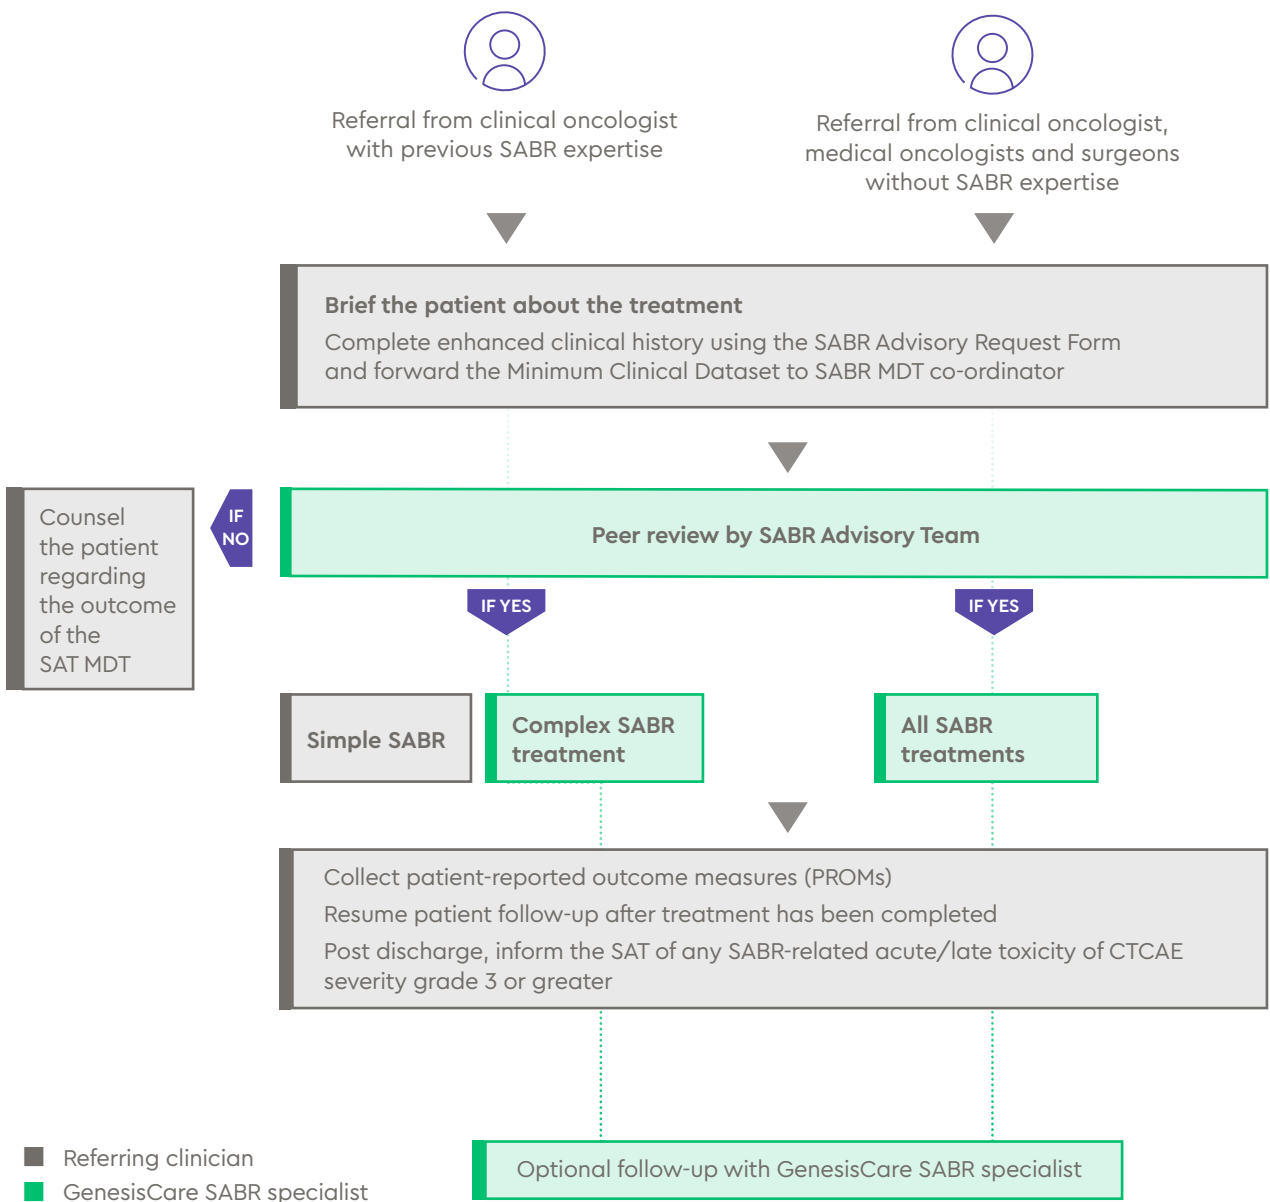 Referral from clinical oncologist
with previous SABR expertise
Referral from clinical oncologist,
medical oncologists and surgeons
without SABR expertise
Brief the patient about the treatment
Complete enhanced clinical history using the SABR Advisory Request Form
and forward the Minimum Clinical Dataset to SABR MDT co-ordinator
Counsel
the patient
regarding
the outcome
of the
SAT MDT
IF
NO
Peer review by SABR Advisory Team
IF YES
IF YES
Simple SABR
Complex SABR
treatment
All SABR
treatments
Collect patient-reported outcome measures (PROMs)
Resume patient follow-up after treatment has been completed
Post discharge, inform the SAT of any SABR-related acute/late toxicity of CTCAE
severity grade 3 or greater
Optional follow-up with GenesisCare SABR specialist
Referring clinician
GenesisCare SABR specialist